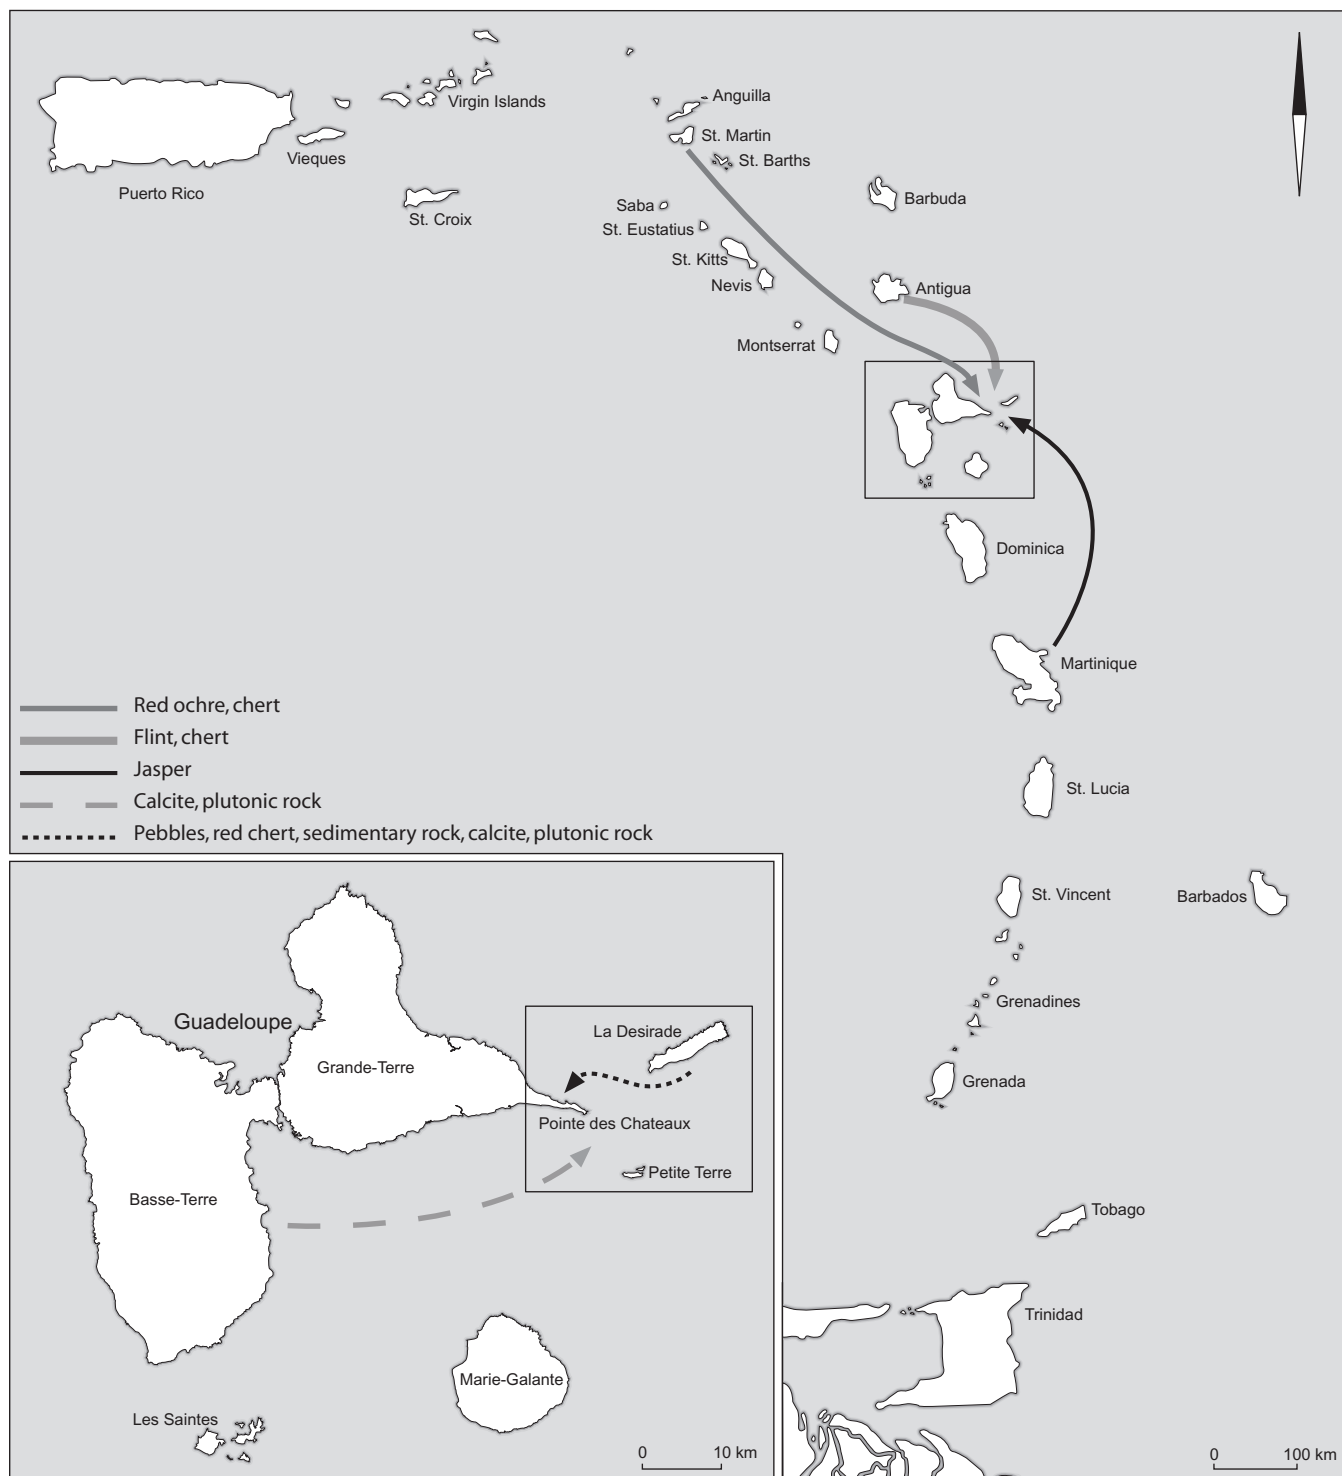 Virgin Islands
Anguilla
St. Martin
St. Barths
Vieques
Puerto Rico
St. Croix
Saba
St. Eustatius
St. Kitts
Nevis
Barbuda
Antigua
Montserrat
Dominica
Martinique
Red ochre, chert
Flint, chert
Jasper
Calcite, plutonic rock
Pebbles, red chert, sedimentary rock, calcite, plutonic rock
St. Lucia
St. Vincent
Barbados
Grenadines
Grenada
Tobago
Trinidad
0 100 km
Guadeloupe
La Desirade
Grande-Terre
Pointe des Chateaux
Petite Terre
Basse-Terre
Marie-Galante
Les Saintes
0 10 km